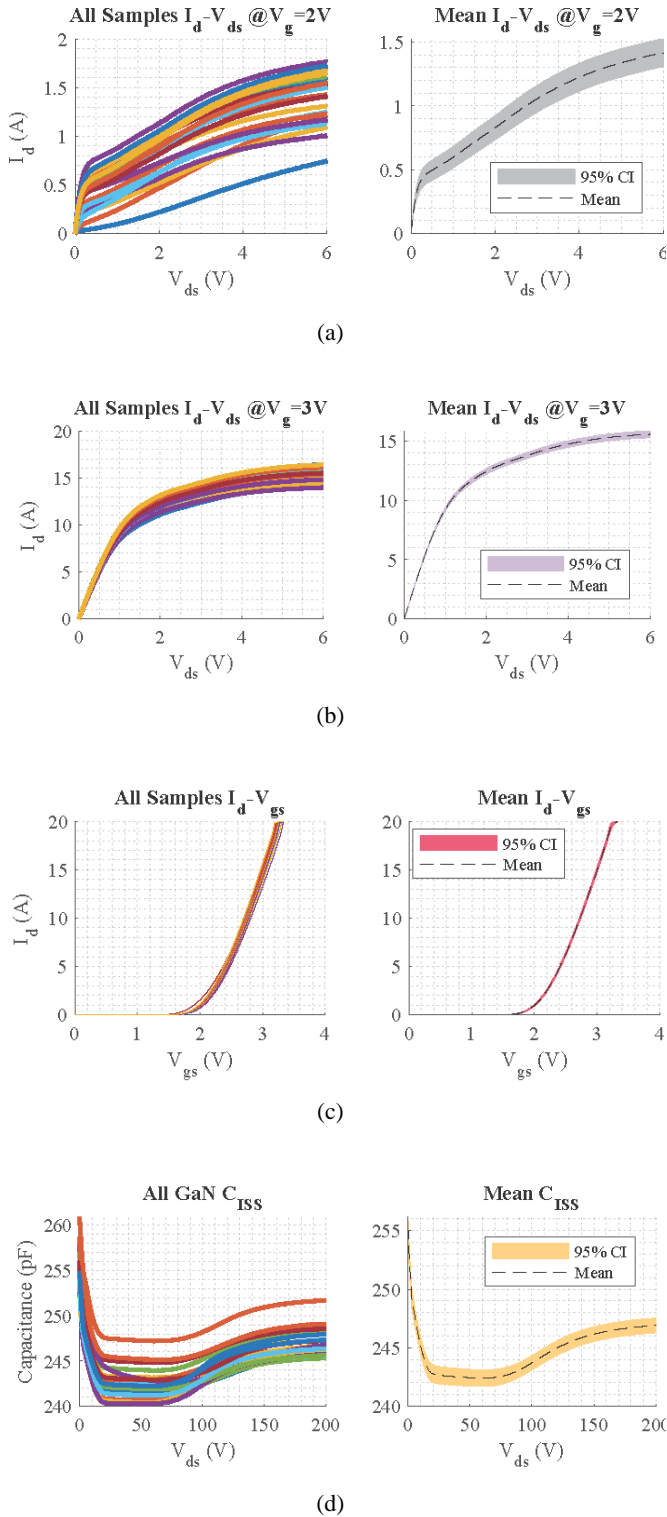 All Samples I_d-V_ds @V_g=2V
Mean I_d-V_ds @V_g=2V
2
1.5
1
0.5
0
I_d (A)
0 2 4 6
V_ds (V)
1.5
1
0.5
0
95% CI
Mean
0 2 4 6
V_ds (V)
(a)
All Samples I_d-V_ds @V_g=3V
Mean I_d-V_ds @V_g=3V
20
15
10
5
0
I_d (A)
0 2 4 6
V_ds (V)
15
10
5
0
95% CI
Mean
0 2 4 6
V_ds (V)
(b)
All Samples I_d-V_gs
Mean I_d-V_gs
20
15
10
5
0
I_d (A)
0 1 2 3 4
V_gs (V)
20
15
10
5
0
95% CI
Mean
0 1 2 3 4
V_gs (V)
(c)
All GaN C_ISS
Mean C_ISS
260
255
250
245
240
Capacitance (pF)
0 50 100 150 200
V_ds (V)
255
250
245
240
95% CI
Mean
0 50 100 150 200
V_ds (V)
(d)